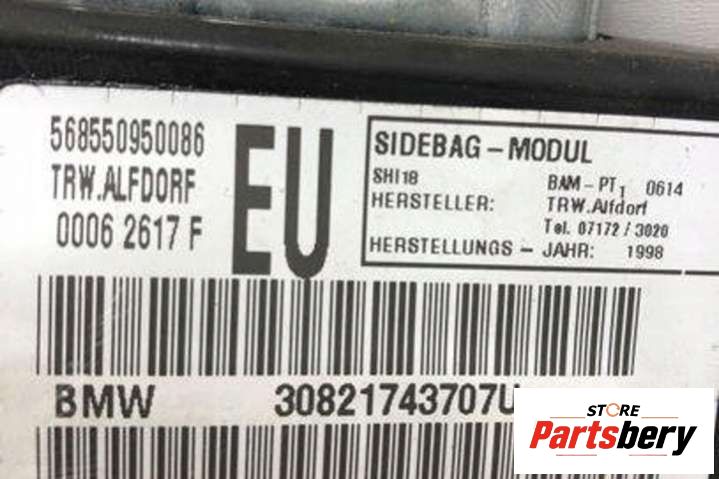 568550950086
TRW.ALFDORF
0006 2617 F
EU
SIDEBAG - MODUL
SHI18 BAM - PT1 0614
HERSTELLER: TRW.Alfdorf
Tel. 07172 / 3020
HERSTELLUNGS - JAHR: 1998
BMW 30821743707U
STORE
Partsbery